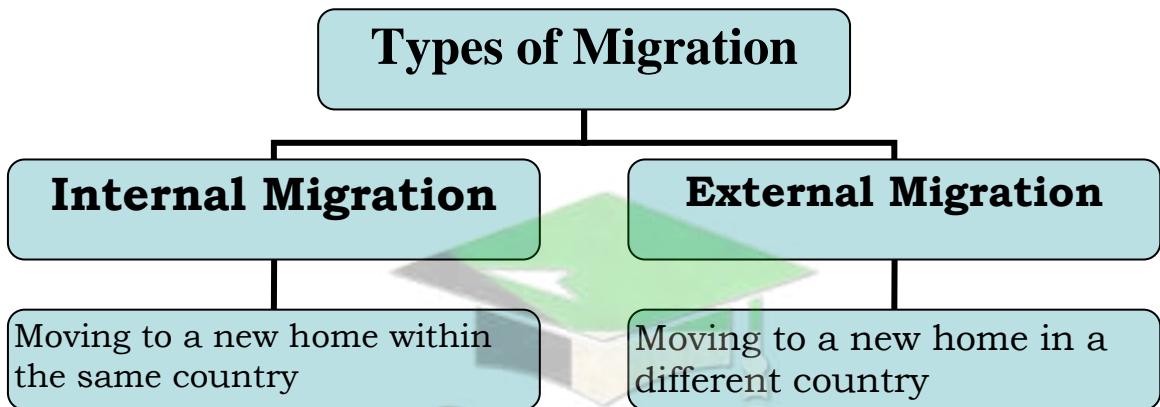 Types of Migration
Internal Migration
External Migration
Moving to a new home within
the same country
Moving to a new home in a
different country